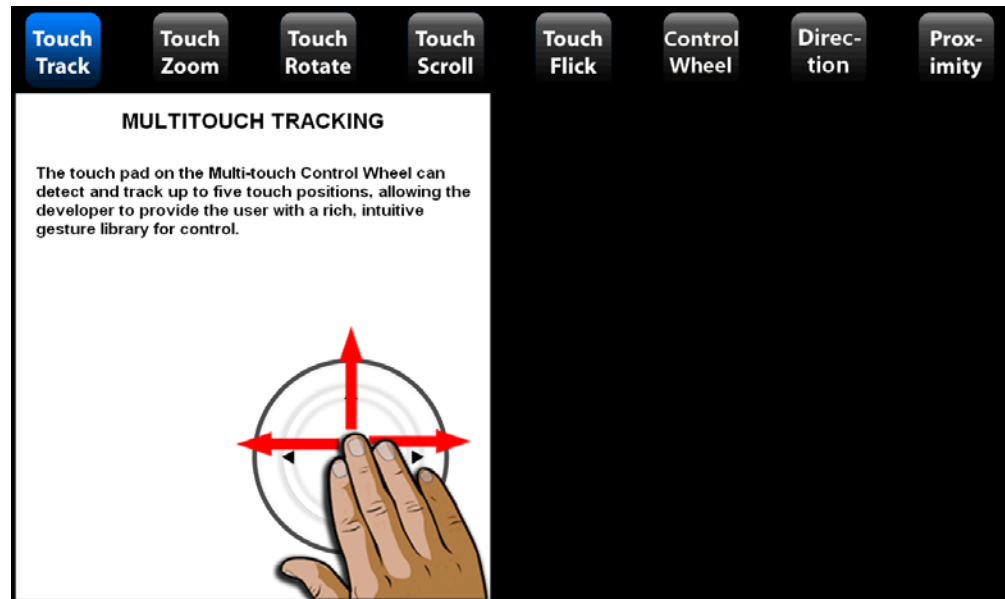 Touch Track
Touch Zoom
Touch Rotate
Touch Scroll
Touch Flick
Control Wheel
Direc-
tion
Prox-
imity
MULTITOUCH TRACKING
The touch pad on the Multi-touch Control Wheel can
detect and track up to five touch positions, allowing the
developer to provide the user with a rich, intuitive
gesture library for control.